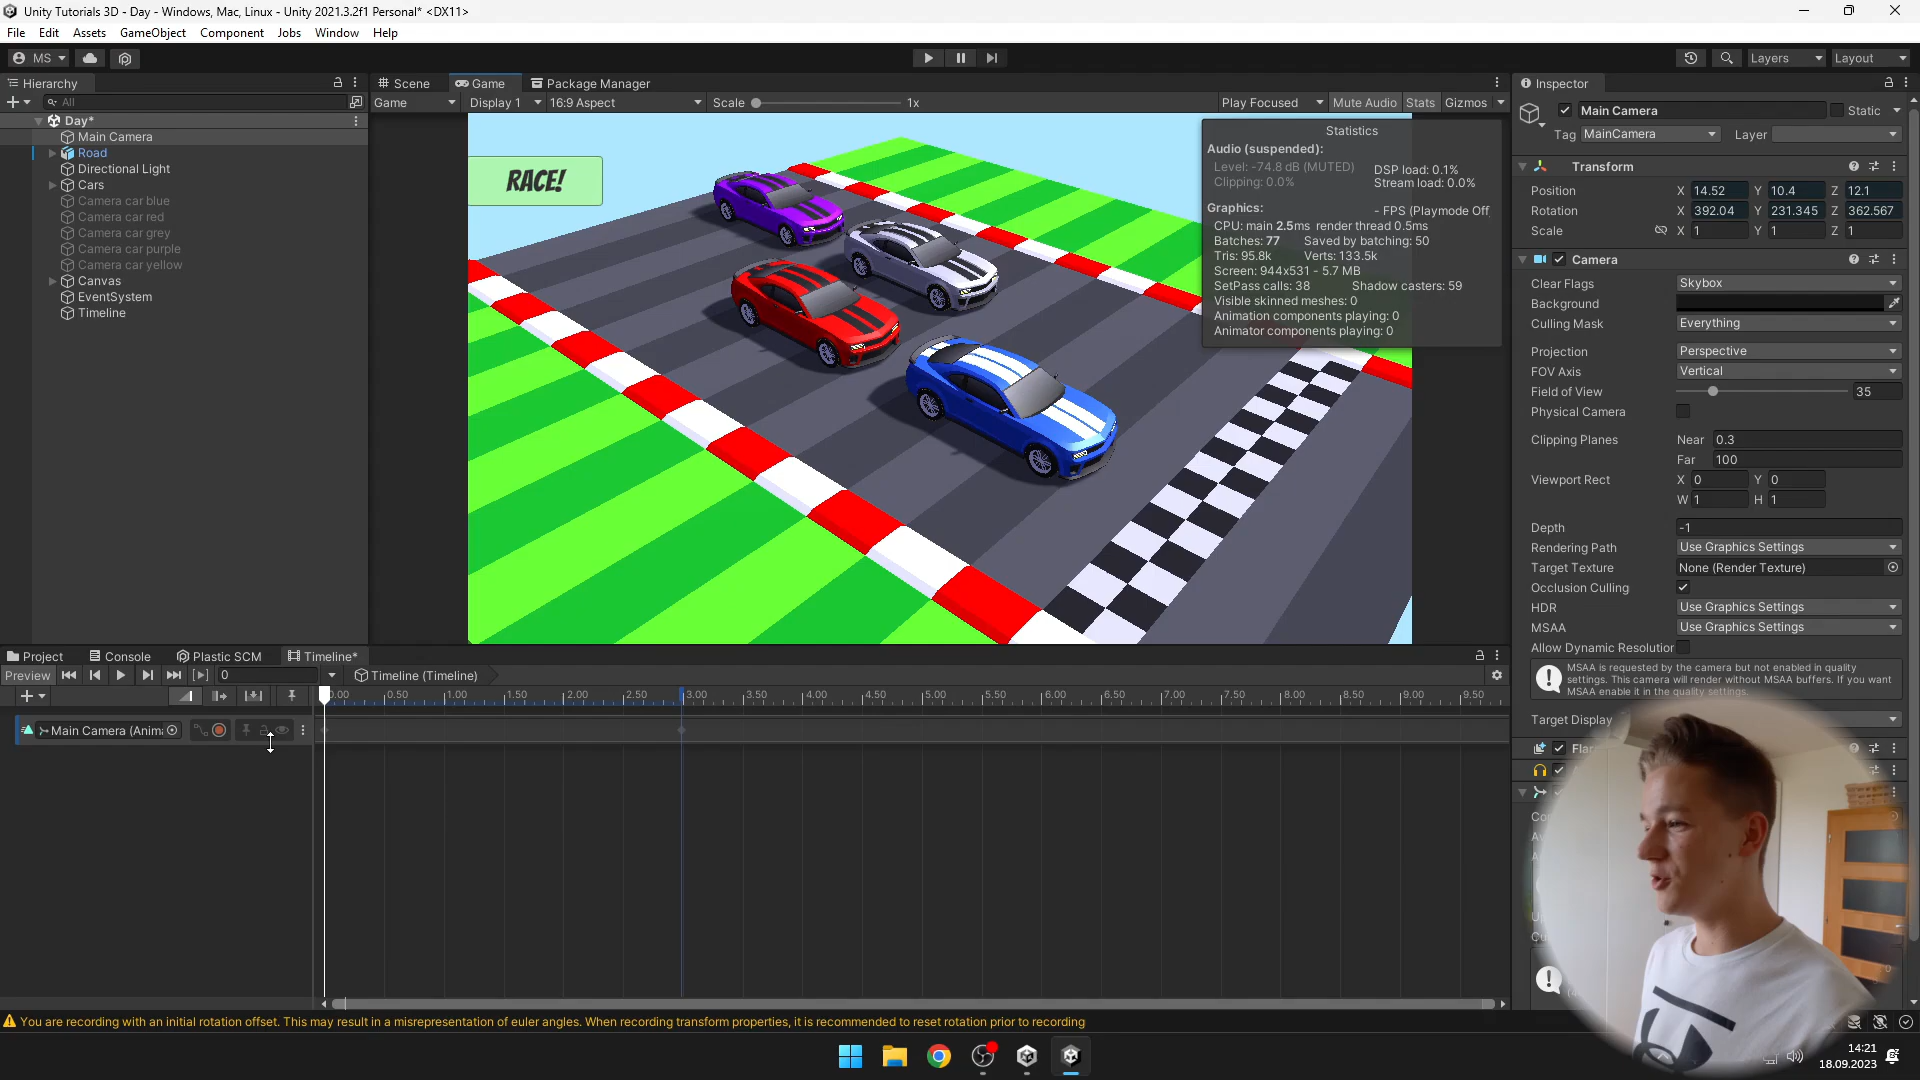 Unity Tutorials 3D - Day - Windows, Mac, Linux - Unity 2021.3.2f1 Personal* <DX11>
File Edit Assets GameObject Component Jobs Window Help
MS
Layers Layout
Hierarchy
All
Day*
Main Camera
Road
Directional Light
Cars
Camera car blue
Camera car red
Camera car grey
Camera car purple
Camera car yellow
Canvas
EventSystem
Timeline
Scene Game Package Manager
Game Display 1 16:9 Aspect Scale 1x Play Focused Mute Audio Stats Gizmos
RACE!
Statistics
Audio (suspended):
Level: -74.8 dB (MUTED) DSP load: 0.1%
Clipping: 0.0% Stream load: 0.0%
Graphics: - FPS (Playmode Off
CPU: main 2.5ms render thread 0.5ms
Batches: 77 Saved by batching: 50
Tris: 95.8k Verts: 133.5k
Screen: 944x531 - 5.7 MB
SetPass calls: 38 Shadow casters: 59
Visible skinned meshes: 0
Animation components playing: 0
Animator components playing: 0
Inspector
Main Camera Static
Tag MainCamera Layer
Transform
Position X 14.52 Y 10.4 Z 12.1
Rotation X 392.04 Y 231.345 Z 362.567
Scale X 1 Y 1 Z 1
Camera
Clear Flags Skybox
Background
Culling Mask Everything
Projection Perspective
FOV Axis Vertical
Field of View 35
Physical Camera
Clipping Planes Near 0.3
Far 100
Viewport Rect X 0 Y 0
W 1 H 1
Depth -1
Rendering Path Use Graphics Settings
Target Texture None (Render Texture)
Occlusion Culling
HDR Use Graphics Settings
MSAA Use Graphics Settings
Allow Dynamic Resolution
MSAA is requested by the camera but not enabled in quality
settings. This camera will render without MSAA buffers. If you want
MSAA enable it in the quality settings.
Target Display
Project Console Plastic SCM Timeline*
Preview 0 Timeline (Timeline)
0.00 0.50 1.00 1.50 2.00 2.50 3.00 3.50 4.00 4.50 5.00 5.50 6.00 6.50 7.00 7.50 8.00 8.50 9.00 9.50
Main Camera (Anima
You are recording with an initial rotation offset. This may result in a misrepresentation of euler angles. When recording transform properties, it is recommended to reset rotation prior to recording
14:21
18.09.2023